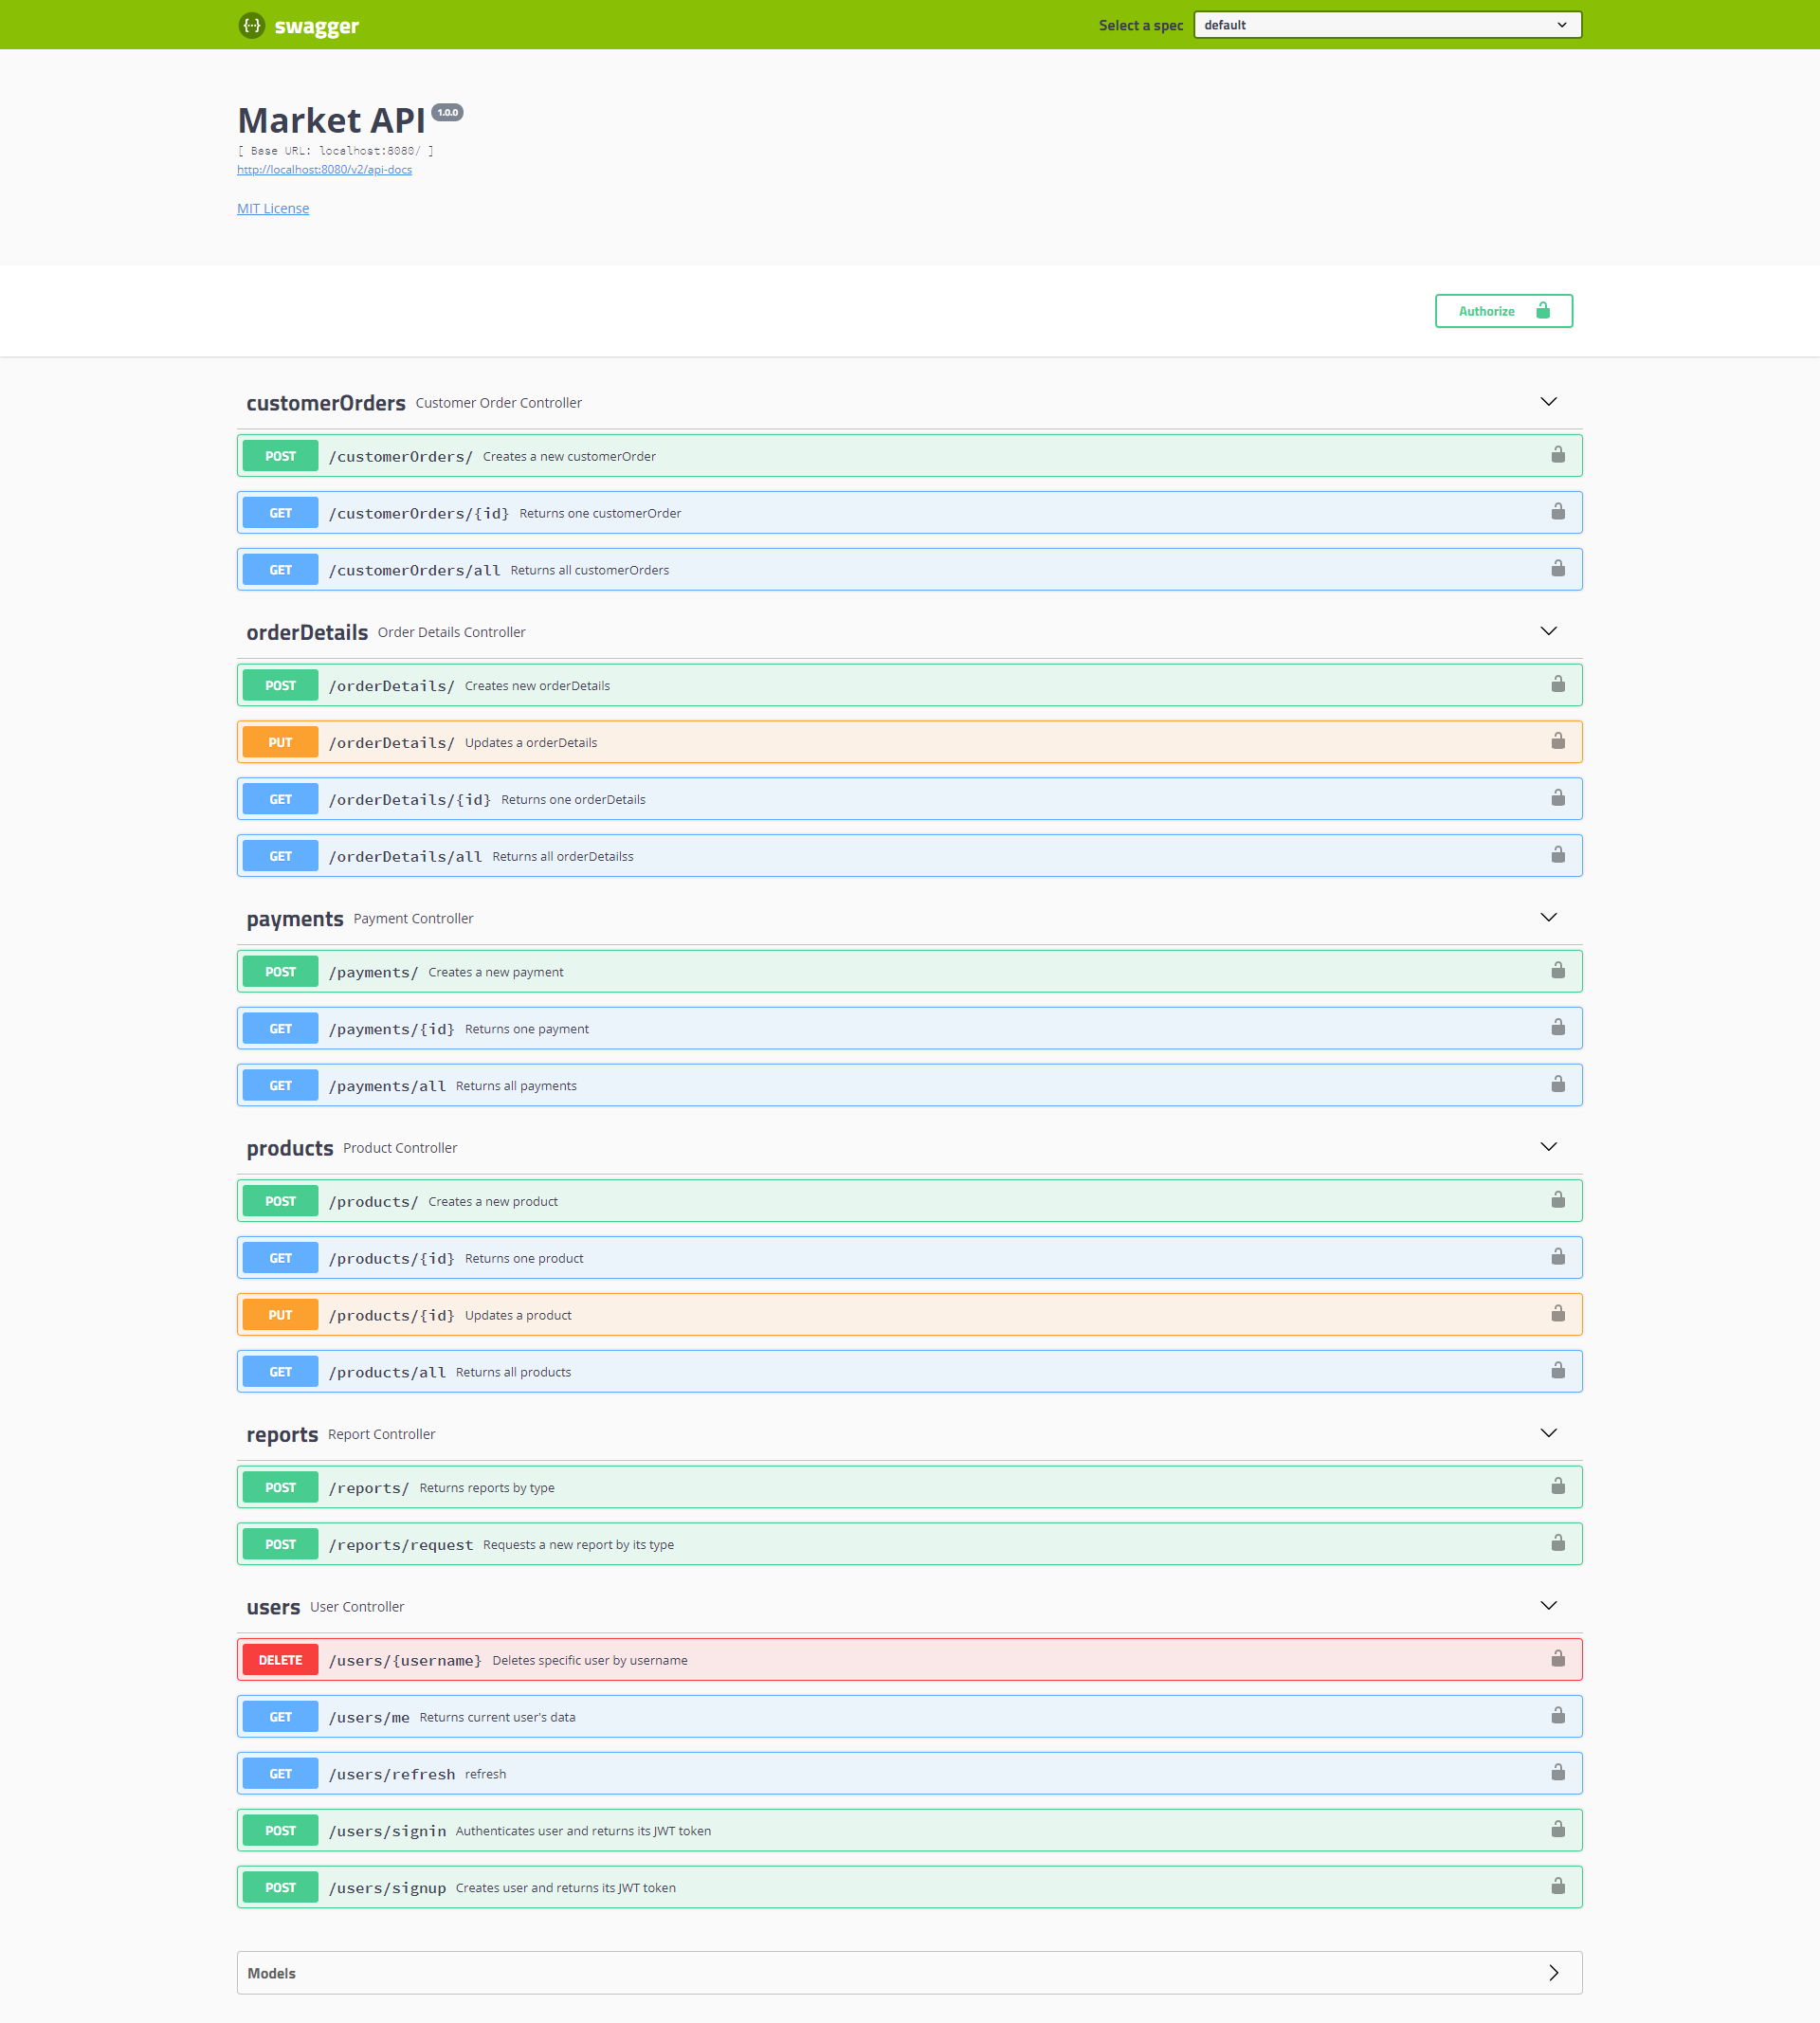 swagger Select a spec default
Market API 1.0.0
[ Base URL: localhost:8080/ ]
http://localhost:8080/v2/api-docs
MIT License
Authorize
customerOrders Customer Order Controller
POST /customerOrders/ Creates a new customerOrder
GET /customerOrders/{id} Returns one customerOrder
GET /customerOrders/all Returns all customerOrders
orderDetails Order Details Controller
POST /orderDetails/ Creates new orderDetails
PUT /orderDetails/ Updates a orderDetails
GET /orderDetails/{id} Returns one orderDetails
GET /orderDetails/all Returns all orderDetailss
payments Payment Controller
POST /payments/ Creates a new payment
GET /payments/{id} Returns one payment
GET /payments/all Returns all payments
products Product Controller
POST /products/ Creates a new product
GET /products/{id} Returns one product
PUT /products/{id} Updates a product
GET /products/all Returns all products
reports Report Controller
POST /reports/ Returns reports by type
POST /reports/request Requests a new report by its type
users User Controller
DELETE /users/{username} Deletes specific user by username
GET /users/me Returns current user's data
GET /users/refresh refresh
POST /users/signin Authenticates user and returns its JWT token
POST /users/signup Creates user and returns its JWT token
Models